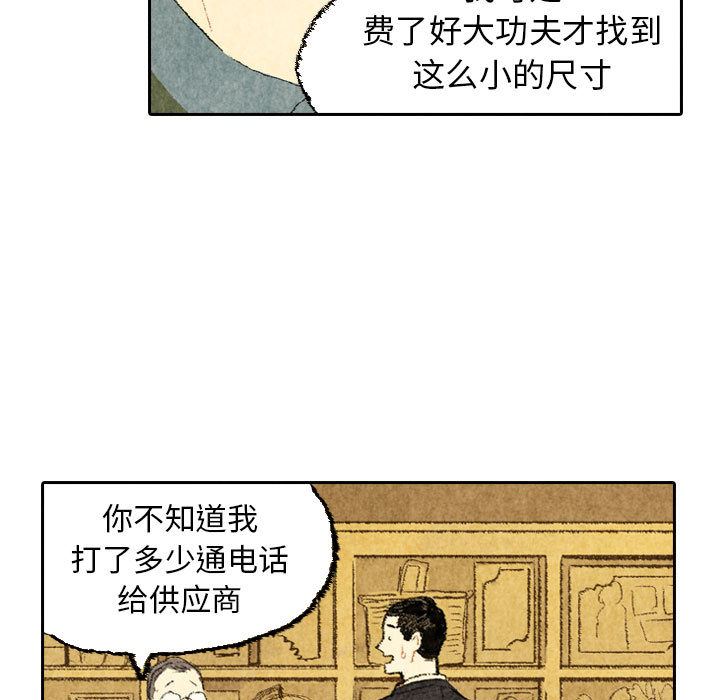 费了好大功夫才找到
这么小的尺寸
你不知道我
打了多少通电话
给供应商